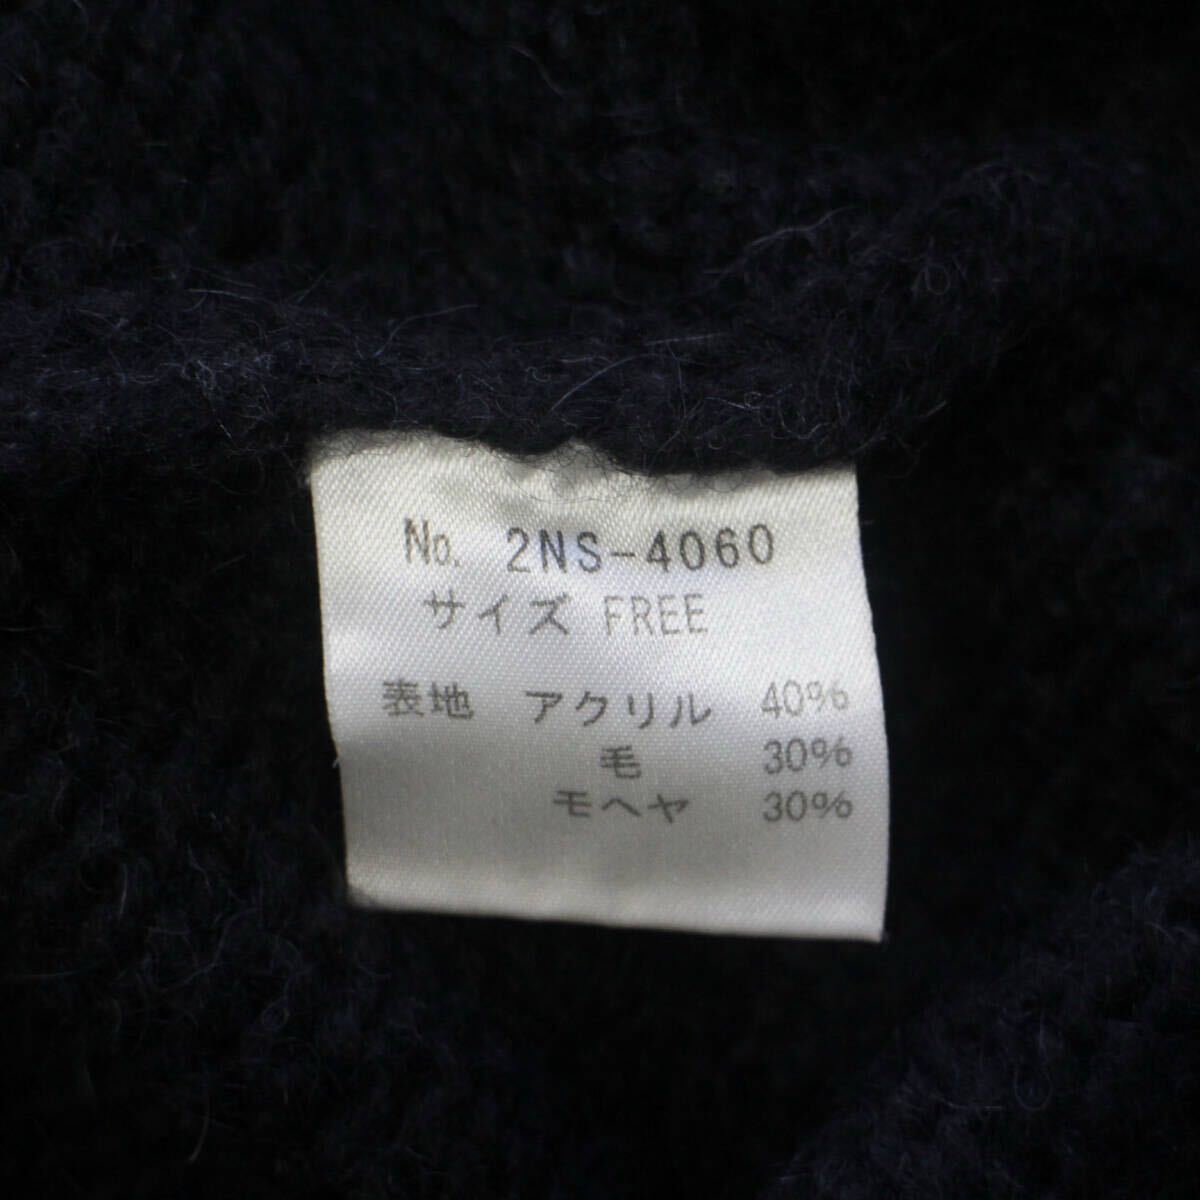 No. 2NS-4060
サイズ FREE
表地 アクリル 40%
毛 30%
モヘヤ 30%